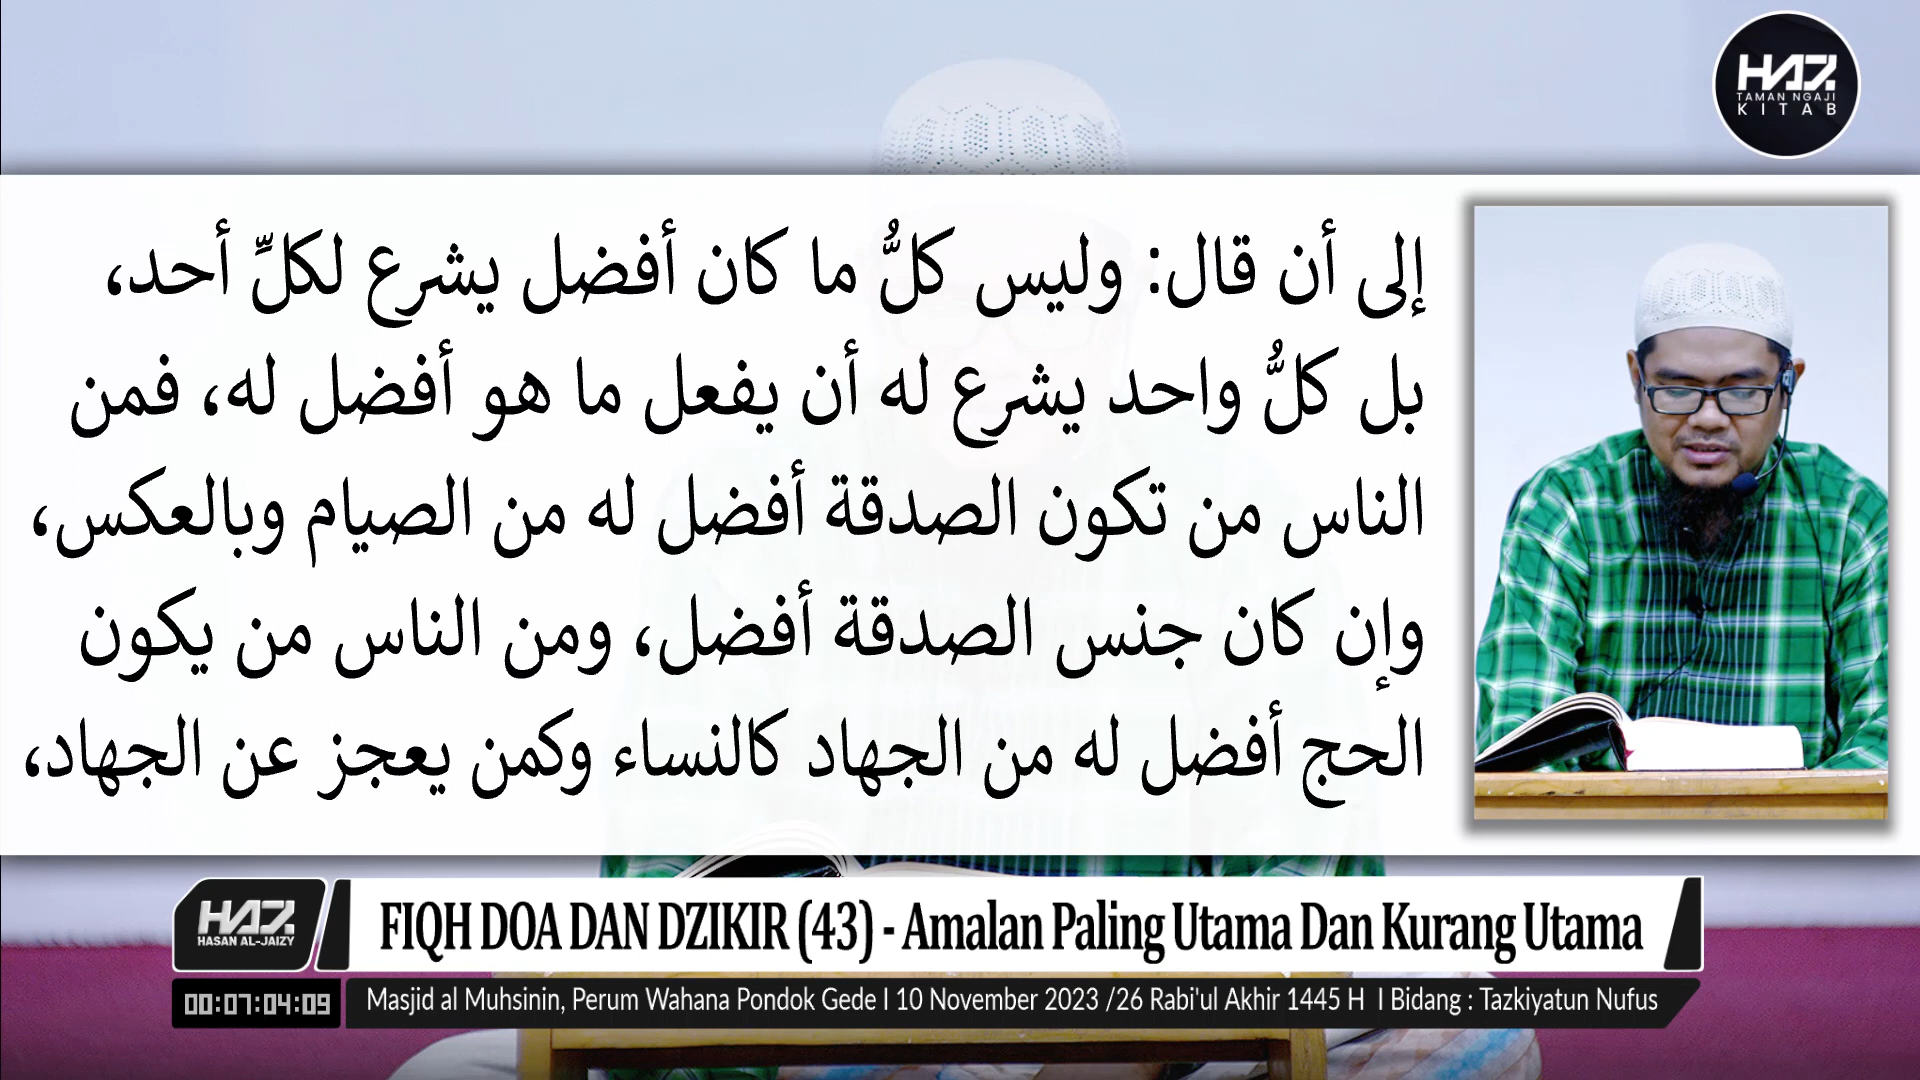 HAJ.
TAMAN NGAJI
KITAB
إلى أن قال: وليس كلُّ ما كان أفضل يشرع لكلِّ أحد،
بل كلُّ واحد يشرع له أن يفعل ما هو أفضل له، فمن
الناس من تكون الصدقة أفضل له من الصيام وبالعكس،
وإن كان جنس الصدقة أفضل، ومن الناس من يكون
الحج أفضل له من الجهاد كالنساء وكمن يعجز عن الجهاد،
HAJ.
HASAN AL-JAIZY
FIQH DOA DAN DZIKIR (43) - Amalan Paling Utama Dan Kurang Utama
00:07:04:09
Masjid al Muhsinin, Perum Wahana Pondok Gede I 10 November 2023 /26 Rabi'ul Akhir 1445 H I Bidang : Tazkiyatun Nufus